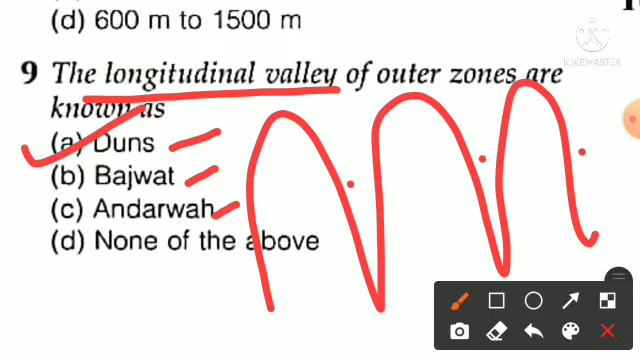 (d) 600 m to 1500 m
KINEMASTER
9 The longitudinal valley of outer zones are
known as
(a) Duns
(b) Bajwat
(c) Andarwah
(d) None of the above